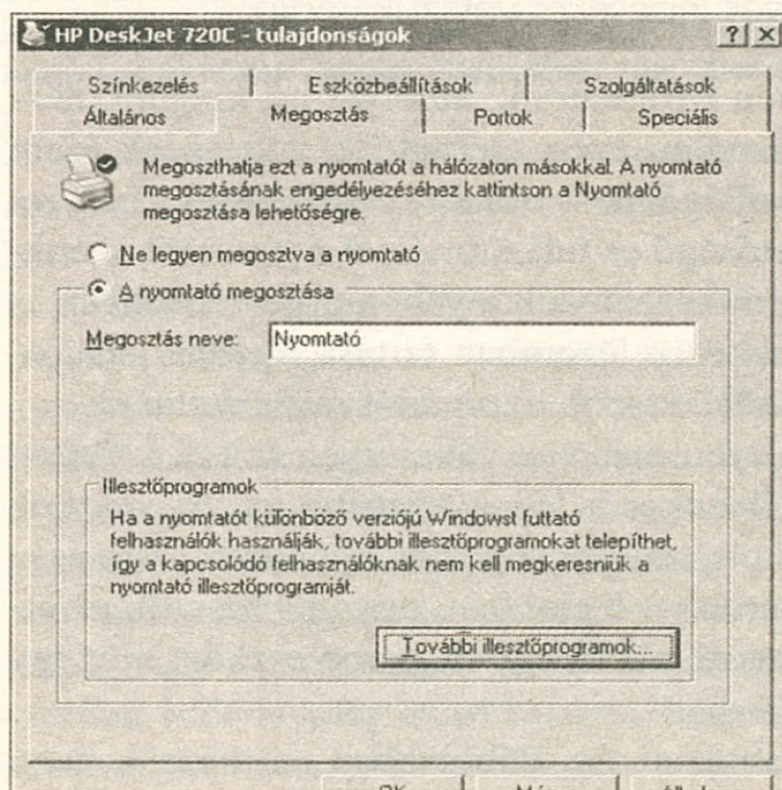 HP DeskJet 720C - tulajdonságok
Színkezelés Eszközbeállítások Szolgáltatások
Általános Megosztás Portok Speciális
Megoszthatja ezt a nyomtatót a hálózaton másokkal. A nyomtató
megosztásának engedélyezéséhez kattintson a Nyomtató
megosztása lehetőségre.
Ne legyen megosztva a nyomtató
A nyomtató megosztása
Megosztás neve: Nyomtató
Illesztőprogramok
Ha a nyomtatót különböző verziójú Windowst futtató
felhasználók használják, további illesztőprogramokat telepíthet,
így a kapcsolódó felhasználóknak nem kell megkeresniük a
nyomtató illesztőprogramját.
További illesztőprogramok...